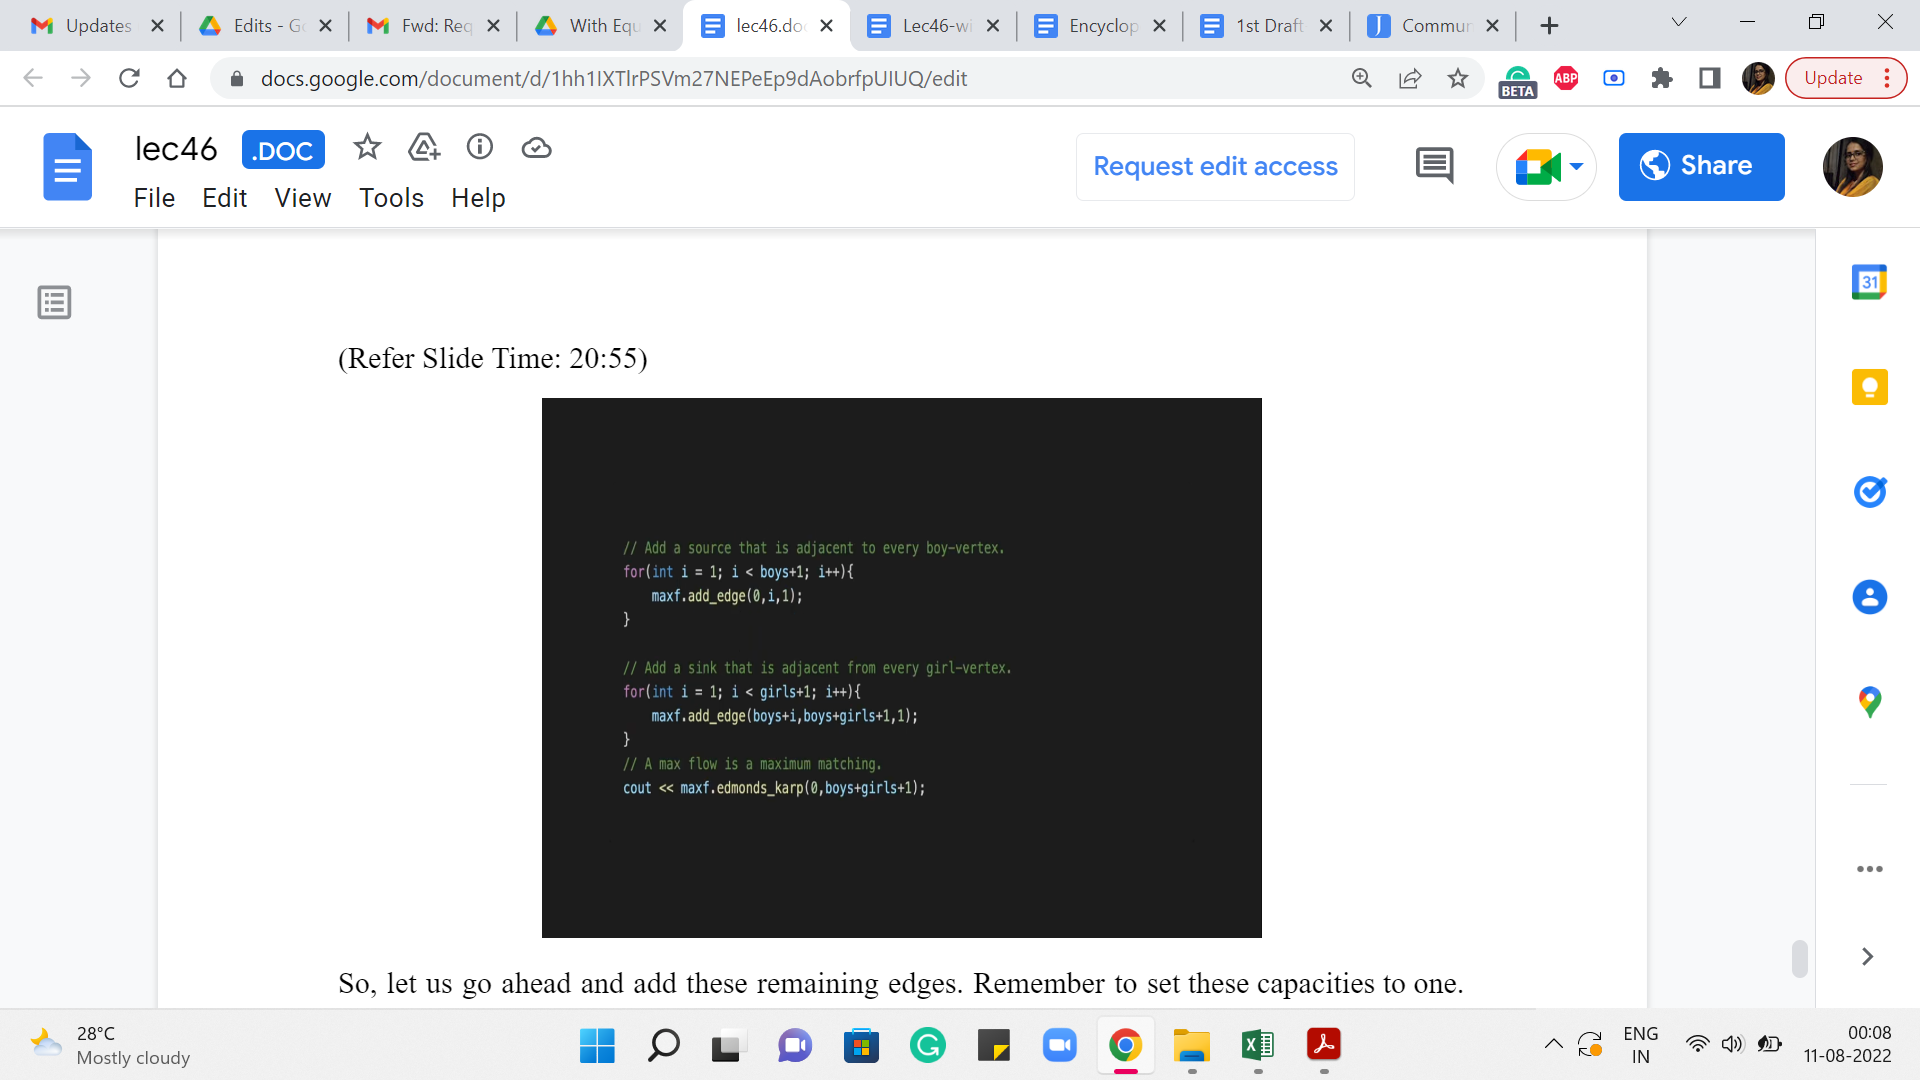 Updates
Edits - Go
Fwd: Req
With Equ
lec46.doc
Lec46-wi
Encyclop
1st Draft
Commun
docs.google.com/document/d/1hh1IXTlrPSVm27NEPeEp9dAobrfpUIUQ/edit
BETA
ABP
Update
lec46 .DOC
File Edit View Tools Help
Request edit access
Share
31
(Refer Slide Time: 20:55)
// Add a source that is adjacent to every boy-vertex.
for(int i = 1; i < boys+1; i++){
maxf.add_edge(0,i,1);
}
// Add a sink that is adjacent from every girl-vertex.
for(int i = 1; i < girls+1; i++){
maxf.add_edge(boys+i,boys+girls+1,1);
}
// A max flow is a maximum matching.
cout << maxf.edmonds_karp(0,boys+girls+1);
So, let us go ahead and add these remaining edges. Remember to set these capacities to one.
28°C
Mostly cloudy
ENG
IN
00:08
11-08-2022